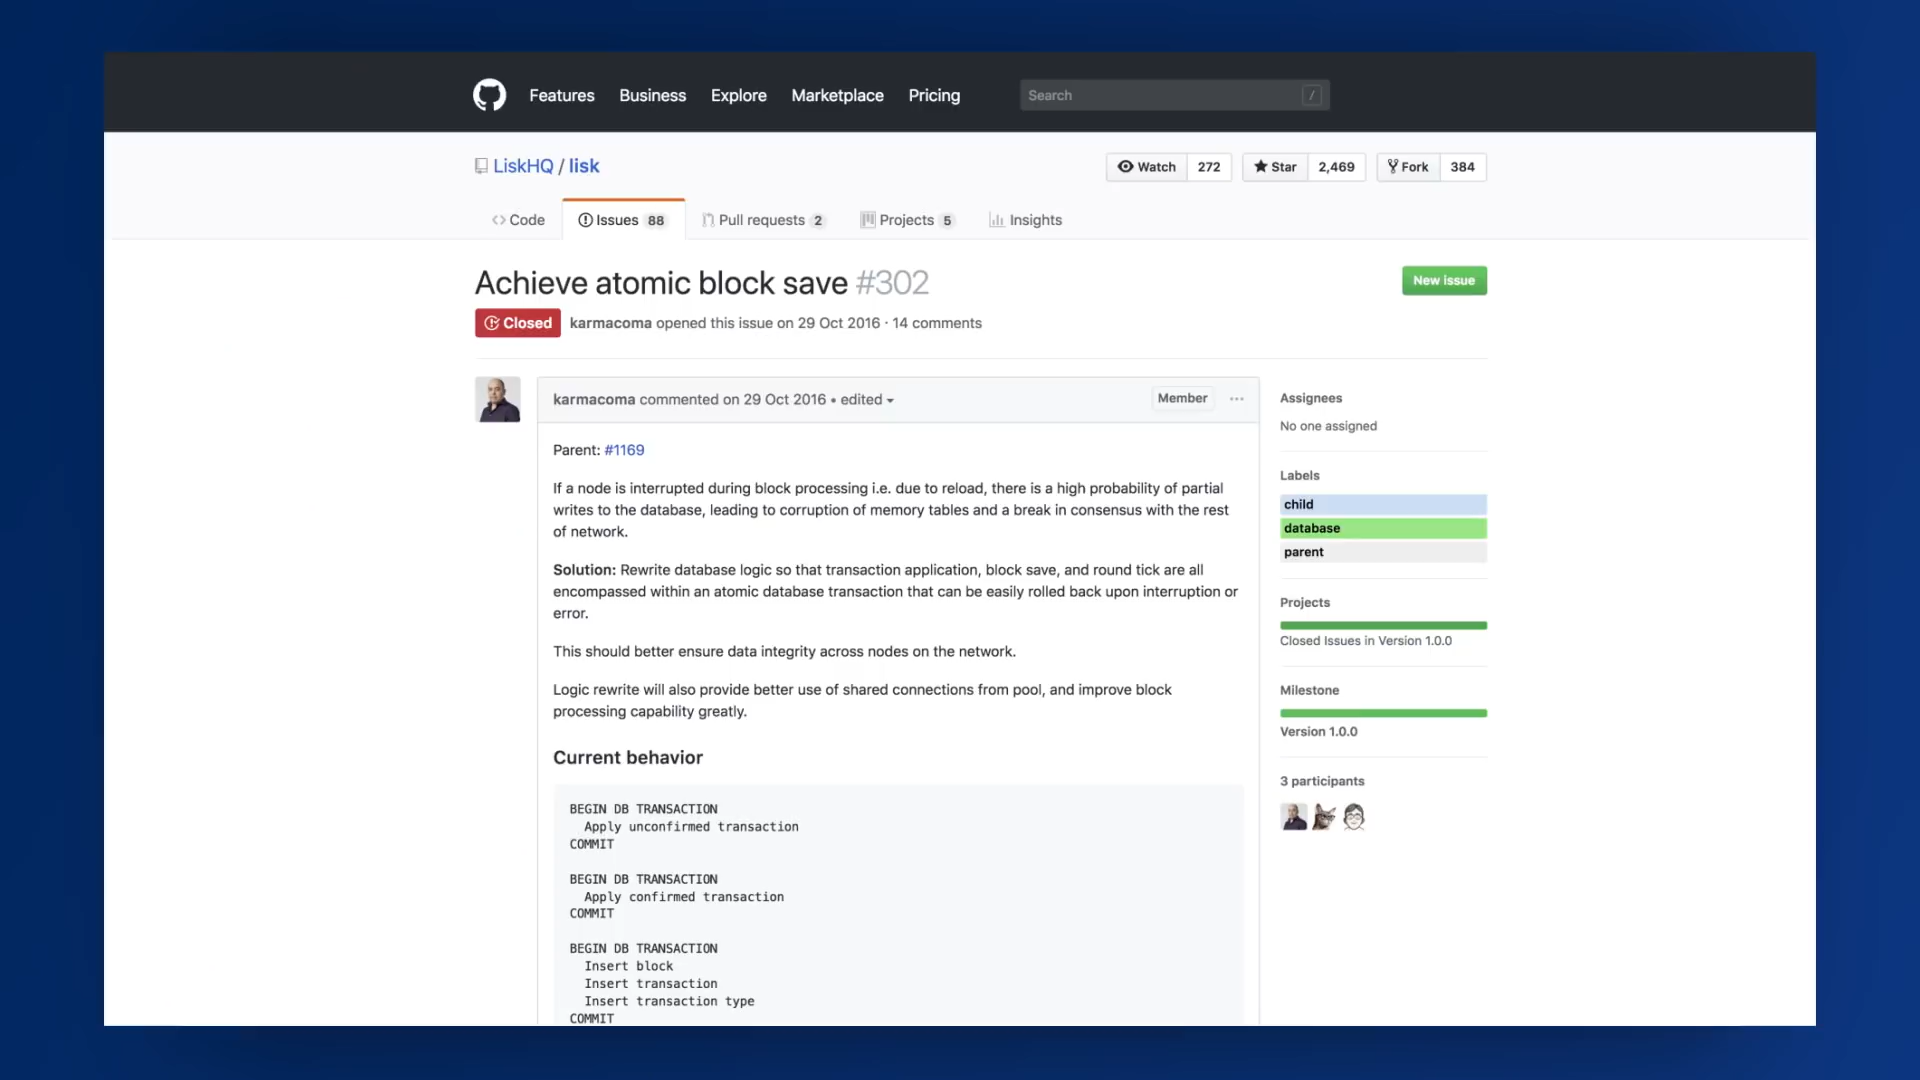 Features Business Explore Marketplace Pricing Search /
LiskHQ / lisk
Watch 272 Star 2,469 Fork 384
Code Issues 88 Pull requests 2 Projects 5 Insights
Achieve atomic block save #302
New issue
Closed karmacoma opened this issue on 29 Oct 2016 · 14 comments
karmacoma commented on 29 Oct 2016 • edited
Member
Parent: #1169
If a node is interrupted during block processing i.e. due to reload, there is a high probability of partial
writes to the database, leading to corruption of memory tables and a break in consensus with the rest
of network.
Solution: Rewrite database logic so that transaction application, block save, and round tick are all
encompassed within an atomic database transaction that can be easily rolled back upon interruption or
error.
This should better ensure data integrity across nodes on the network.
Logic rewrite will also provide better use of shared connections from pool, and improve block
processing capability greatly.
Current behavior
BEGIN DB TRANSACTION
Apply unconfirmed transaction
COMMIT
BEGIN DB TRANSACTION
Apply confirmed transaction
COMMIT
BEGIN DB TRANSACTION
Insert block
Insert transaction
Insert transaction type
COMMIT
Assignees
No one assigned
Labels
child
database
parent
Projects
Closed Issues in Version 1.0.0
Milestone
Version 1.0.0
3 participants